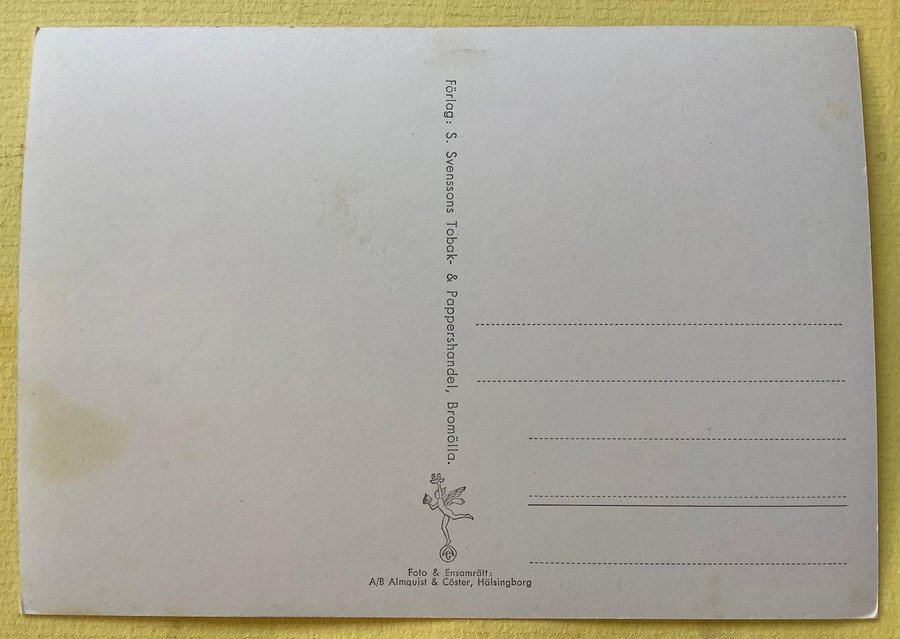 Förlag: S. Svenssons Tobak- & Pappershandel, Bromölla.
Foto & Ensamrätt:
A/B Almquist & Cöster, Hälsingborg